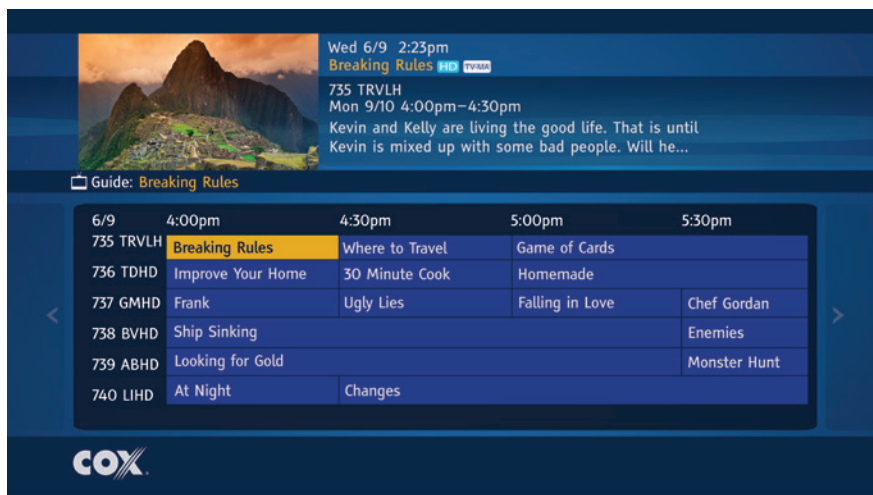 Wed 6/9 2:23pm
Breaking Rules HD TV-MA
735 TRVLH
Mon 9/10 4:00pm–4:30pm
Kevin and Kelly are living the good life. That is until
Kevin is mixed up with some bad people. Will he...
Guide: Breaking Rules
6/9 4:00pm 4:30pm 5:00pm 5:30pm
735 TRVLH Breaking Rules Where to Travel Game of Cards
736 TDHD Improve Your Home 30 Minute Cook Homemade
737 GMHD Frank Ugly Lies Falling in Love Chef Gordan
738 BVHD Ship Sinking Enemies
739 ABHD Looking for Gold Monster Hunt
740 LIHD At Night Changes
COX